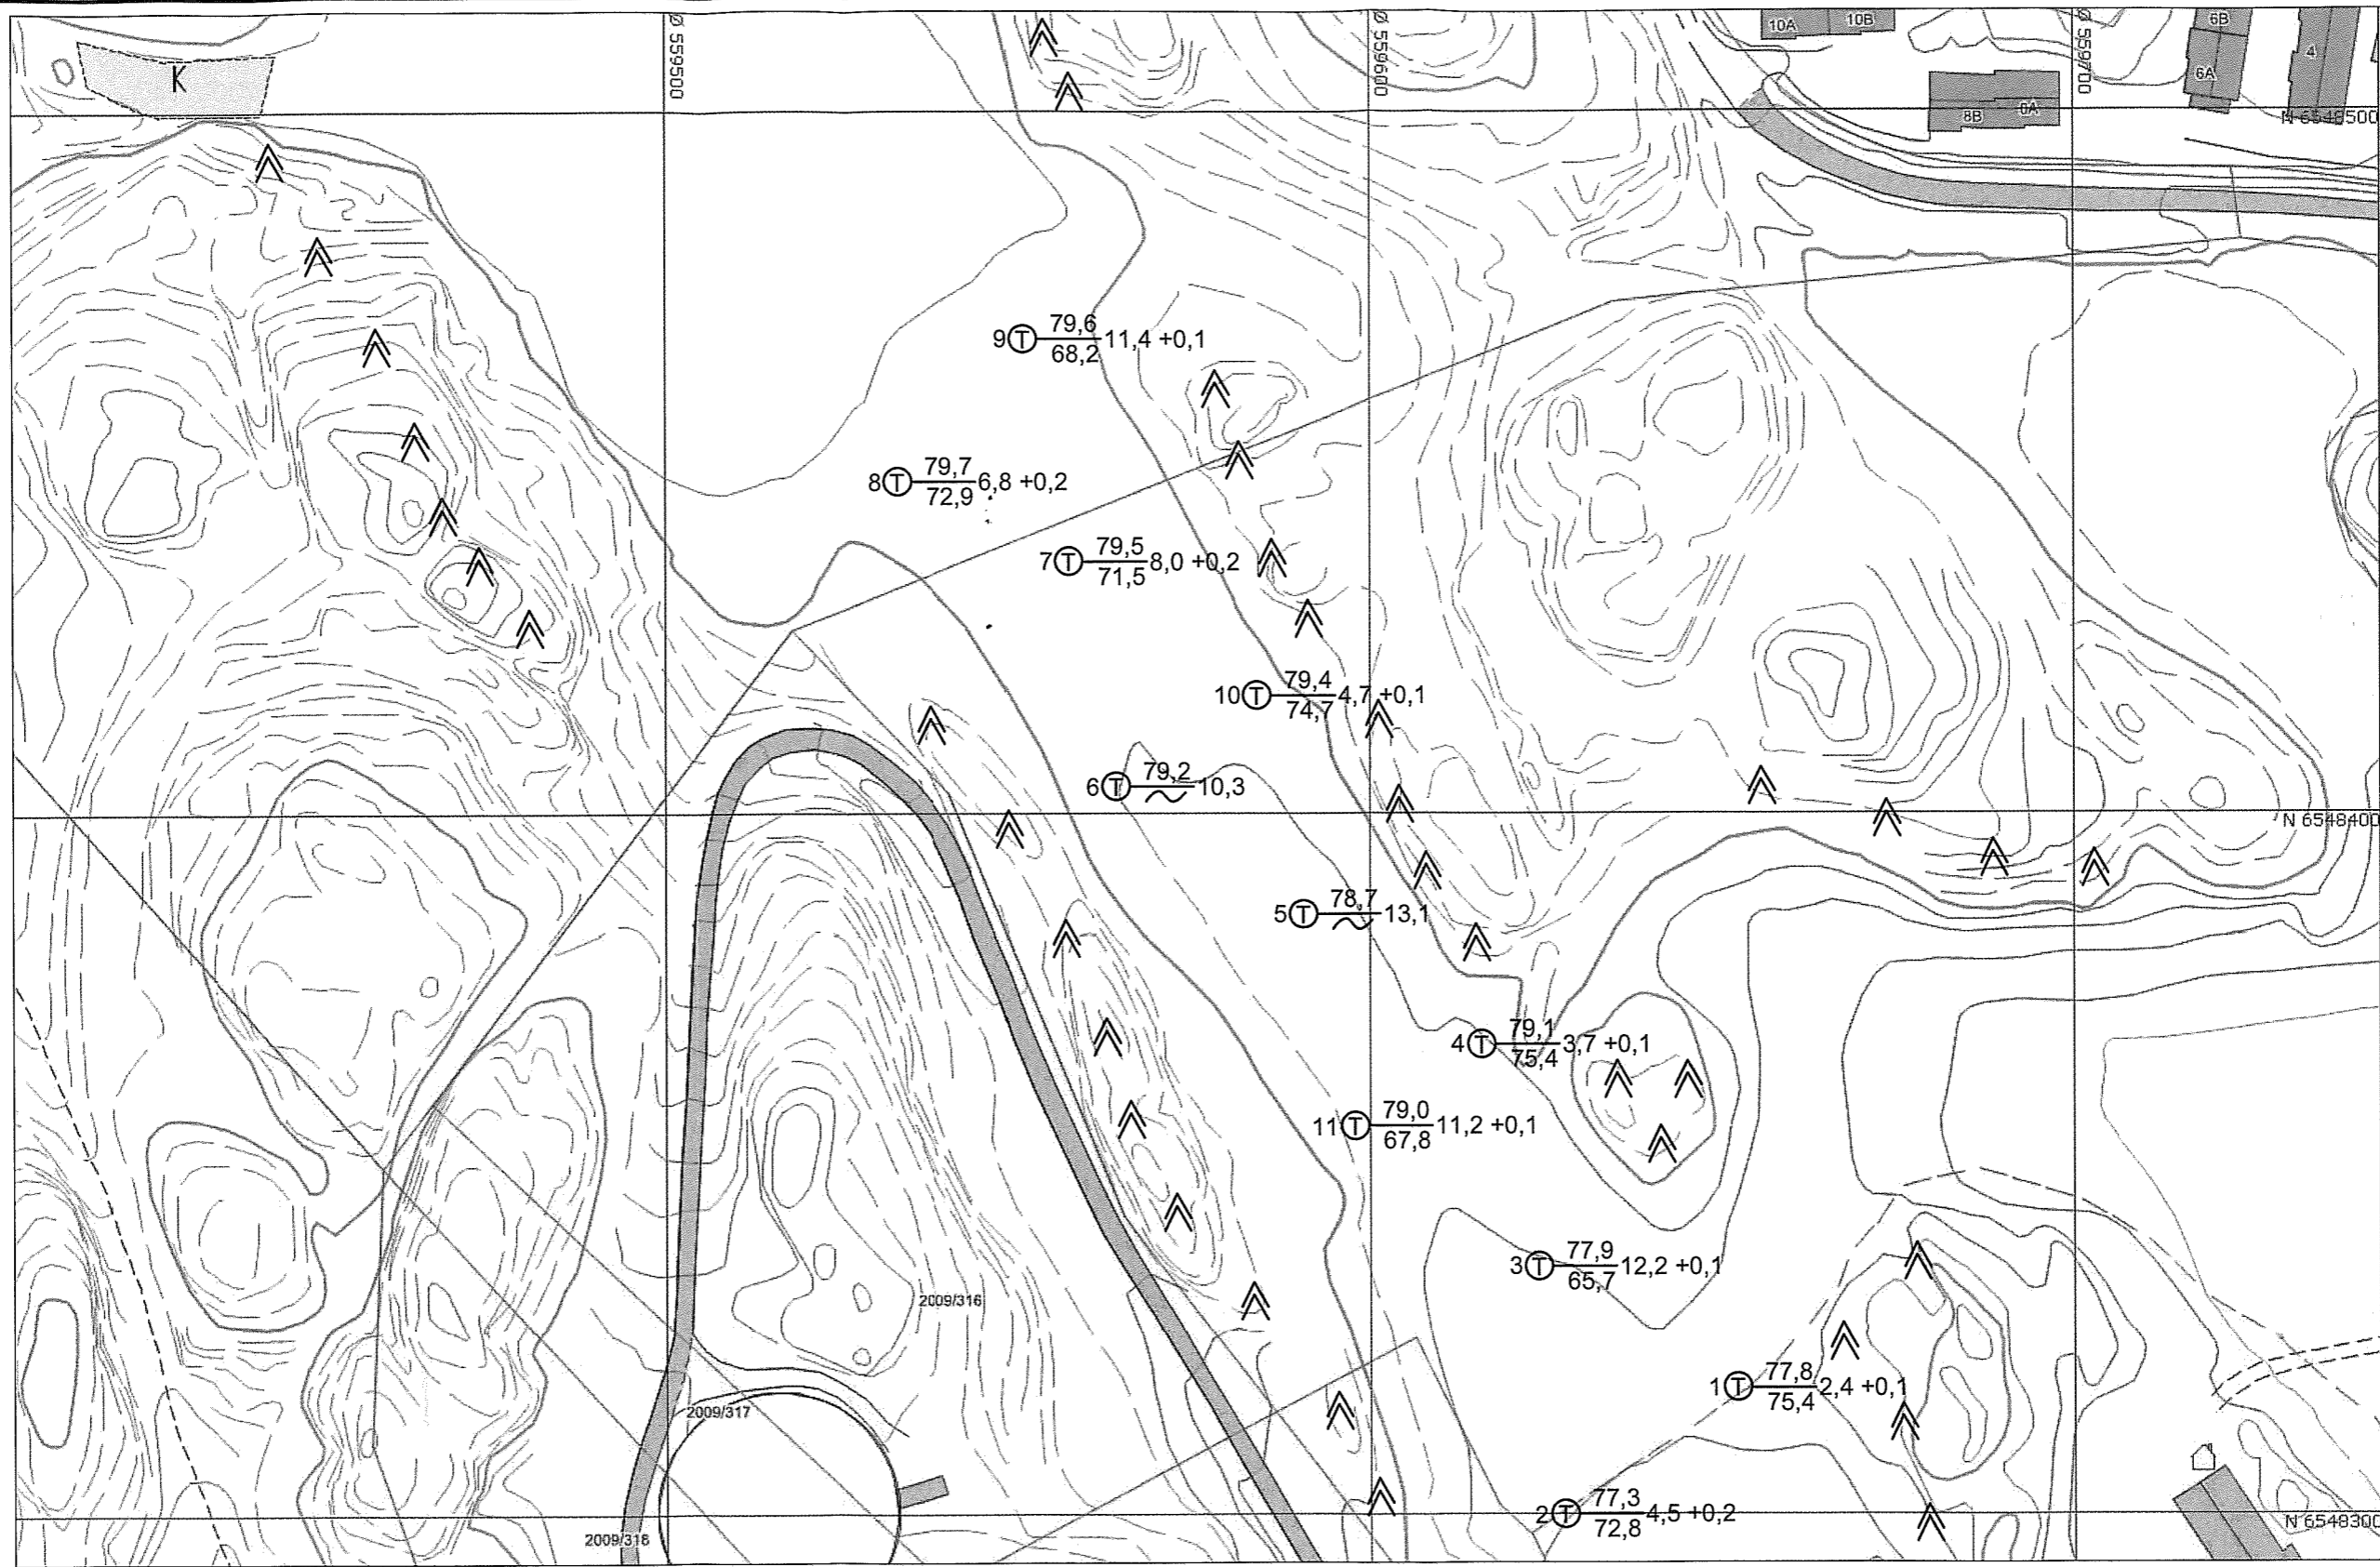 K
Ø 559500
Ø 559600
Ø 559700
10A
10B
6B
6A
4
8B
N 6548500
9 T 79,6 11,4 +0,1
68,2
8 T 79,7 6,8 +0,2
72,9
7 T 79,5 8,0 +0,2
71,5
10 T 79,4 4,7 +0,1
74,7
6 T 79,2 10,3
N 6548400
5 T 78,7 13,1
4 T 79,1 3,7 +0,1
75,4
11 T 79,0 11,2 +0,1
67,8
3 T 77,9 12,2 +0,1
65,7
2009/316
1 T 77,8 2,4 +0,1
75,4
2009/317
2 T 77,3 4,5 +0,2
72,8
N 6548300
2009/318